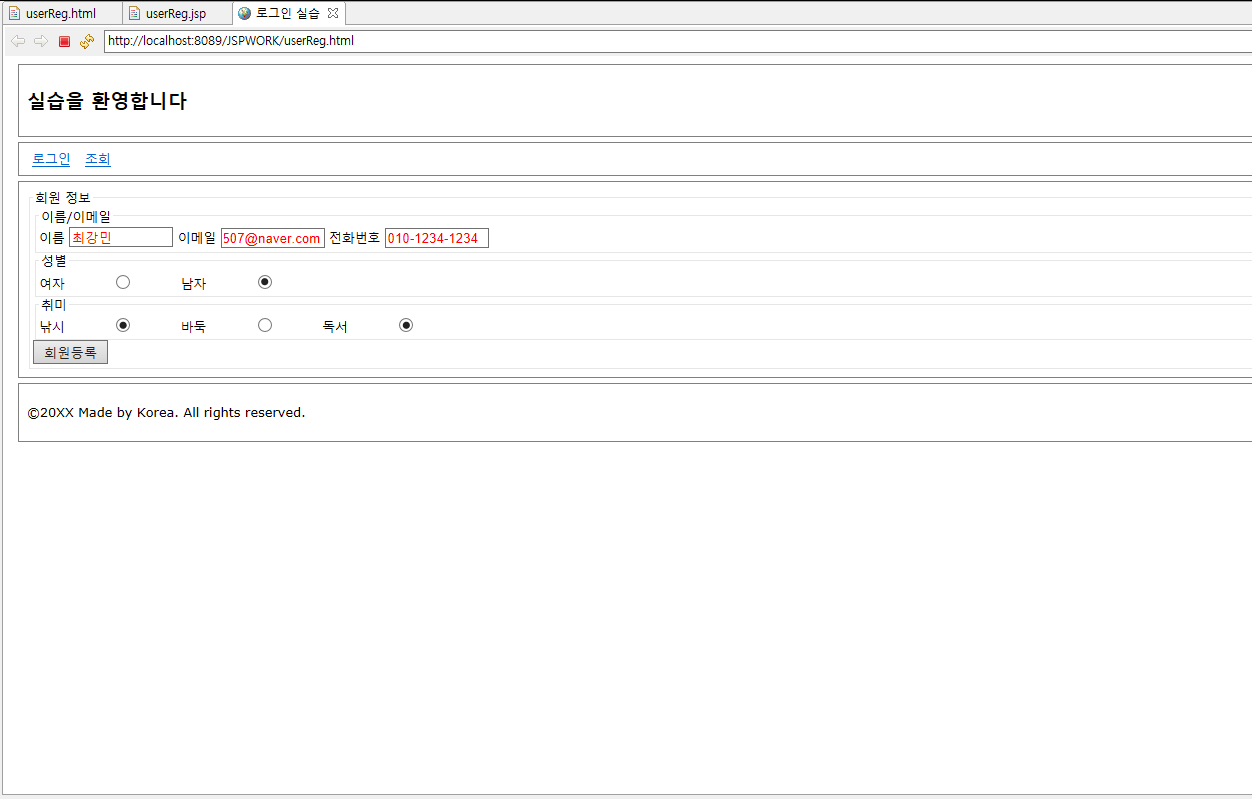 userReg.html userReg.jsp 로그인 실습
http://localhost:8089/JSPWORK/userReg.html
실습을 환영합니다
로그인 조회
회원 정보
이름/이메일
이름 최강민 이메일 507@naver.com 전화번호 010-1234-1234
성별
여자 남자
취미
낚시 바둑 독서
회원등록
©20XX Made by Korea. All rights reserved.